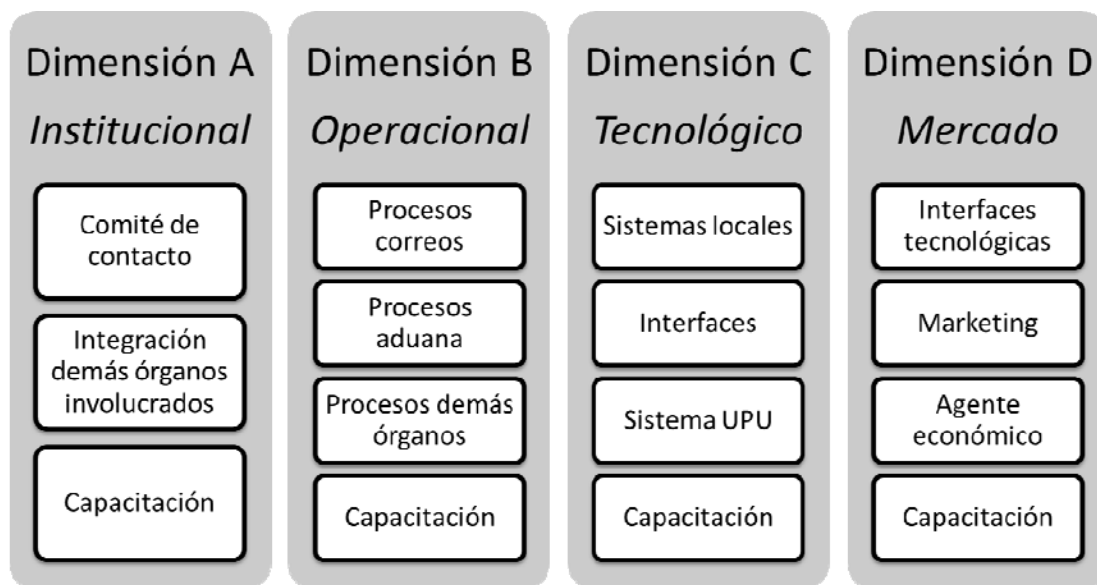 Dimensión A
Institucional
Comité de
contacto
Integración
demás órganos
involucrados
Capacitación
Dimensión B
Operacional
Procesos
correos
Procesos
aduana
Procesos demás
órganos
Capacitación
Dimensión C
Tecnológico
Sistemas locales
Interfaces
Sistema UPU
Capacitación
Dimensión D
Mercado
Interfaces
tecnológicas
Marketing
Agente
económico
Capacitación